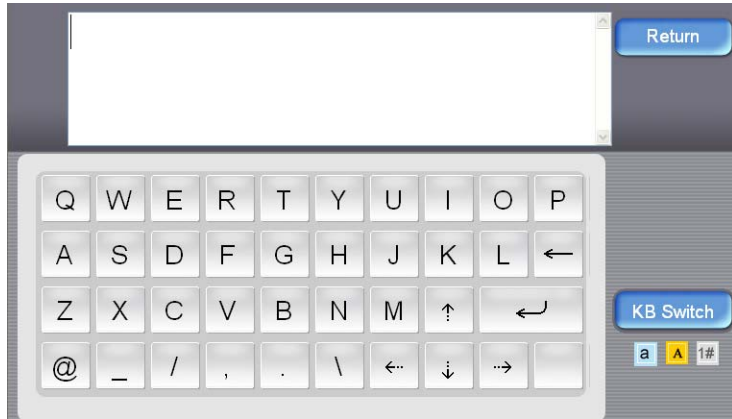 Return
Q W E R T Y U I O P
A S D F G H J K L ←
Z X C V B N M ↑ ↵
KB Switch
@ _ / , . \ ← ↓ →
a A 1#